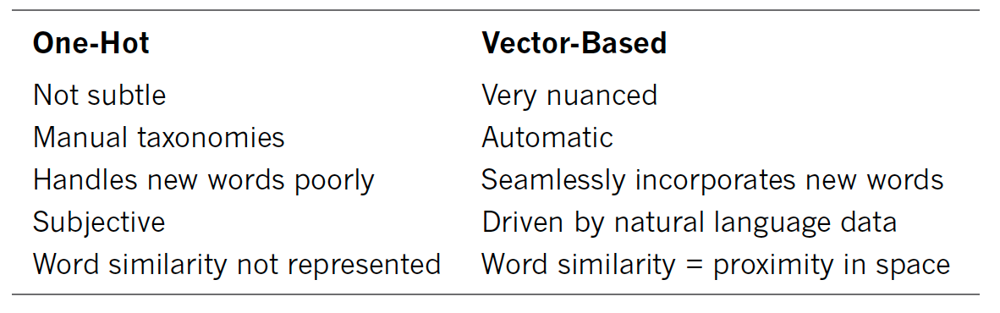 One-Hot Vector-Based
Not subtle Very nuanced
Manual taxonomies Automatic
Handles new words poorly Seamlessly incorporates new words
Subjective Driven by natural language data
Word similarity not represented Word similarity = proximity in space